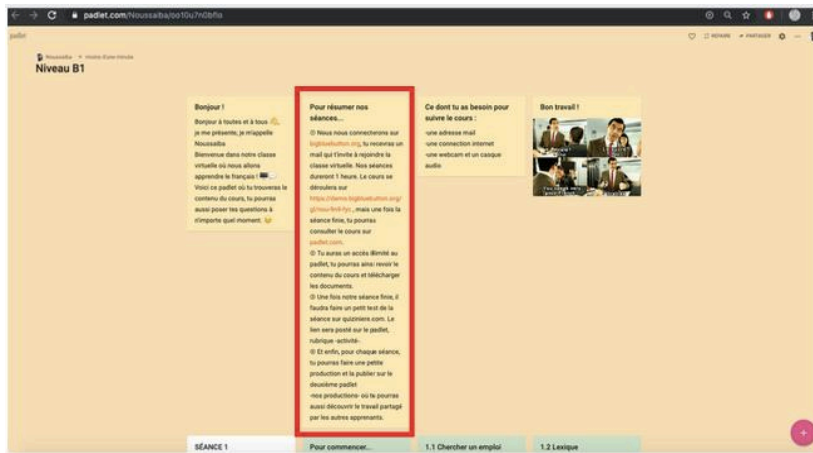 padlet.com/Noussaiba/oo10u7n0bflo
padlet
REFAIRE
PARTAGER
Noussaiba + moins d'une minute
Niveau B1
Bonjour !
Bonjour à toutes et à tous
je me présente, je m'appelle
Noussaiba
Bienvenue dans notre classe
virtuelle où nous allons
apprendre le français !
Voici ce padlet où tu trouveras le
contenu du cours, tu pourras
aussi poser tes questions à
n'importe quel moment.
Pour résumer nos
séances...
Nous nous connecterons sur
bigbluebutton.org, tu recevras un
mail qui t'invite à rejoindre la
classe virtuelle. Nos séances
dureront 1 heure. Le cours se
déroulera sur
https://demo.bigbluebutton.org/
, mais une fois la
séance finie, tu pourras
consulter le cours sur
padlet.com.
Tu auras un accès illimité au
padlet, tu pourras ainsi revoir le
contenu du cours et télécharger
les documents.
Une fois notre séance finie, il
faudra faire un petit test de la
séance sur quiziniere.com. Le
lien sera posté sur le padlet,
rubrique -activité-.
Et enfin, pour chaque séance,
tu pourras faire une petite
production et la publier sur le
deuxième padlet
-nos productions- où te pourras
aussi découvrir le travail partagé
par les autres apprenants.
Ce dont tu as besoin pour
suivre le cours :
-une adresse mail
-une connection internet
-une webcam et un casque
audio
Bon travail !
SÉANCE 1
Pour commencer...
1.1 Chercher un emploi
1.2 Lexique